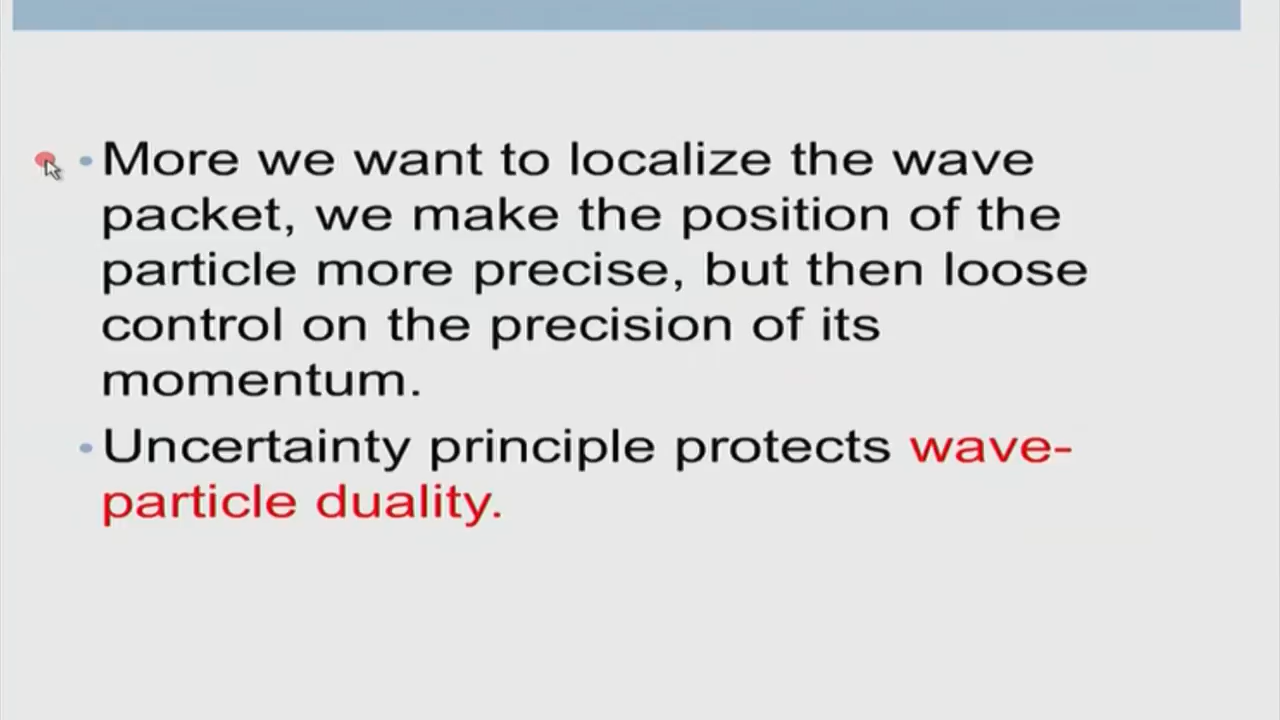 • More we want to localize the wave
packet, we make the position of the
particle more precise, but then loose
control on the precision of its
momentum.
• Uncertainty principle protects wave-
particle duality.